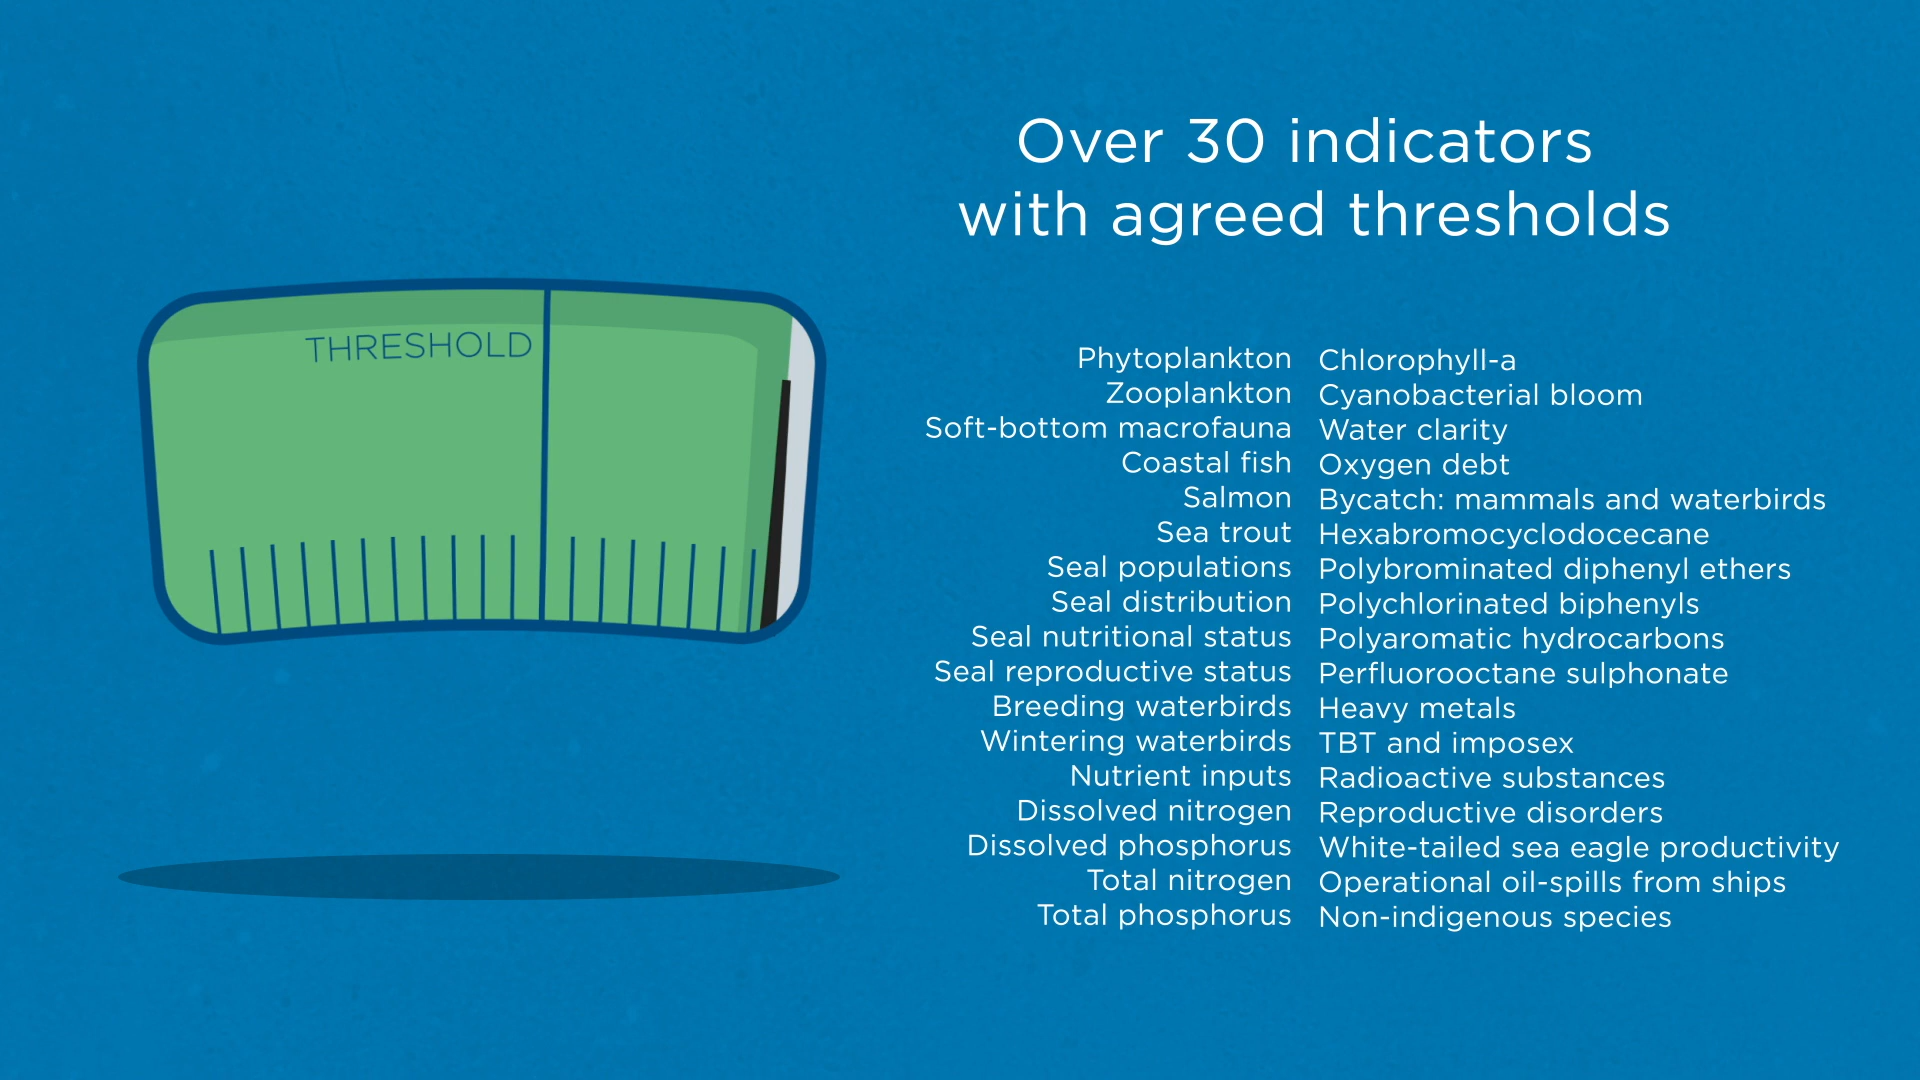 Over 30 indicators
with agreed thresholds
THRESHOLD
Phytoplankton
Zooplankton
Soft-bottom macrofauna
Coastal fish
Salmon
Sea trout
Seal populations
Seal distribution
Seal nutritional status
Seal reproductive status
Breeding waterbirds
Wintering waterbirds
Nutrient inputs
Dissolved nitrogen
Dissolved phosphorus
Total nitrogen
Total phosphorus
Chlorophyll-a
Cyanobacterial bloom
Water clarity
Oxygen debt
Bycatch: mammals and waterbirds
Hexabromocyclodocecane
Polybrominated diphenyl ethers
Polychlorinated biphenyls
Polyaromatic hydrocarbons
Perfluorooctane sulphonate
Heavy metals
TBT and imposex
Radioactive substances
Reproductive disorders
White-tailed sea eagle productivity
Operational oil-spills from ships
Non-indigenous species